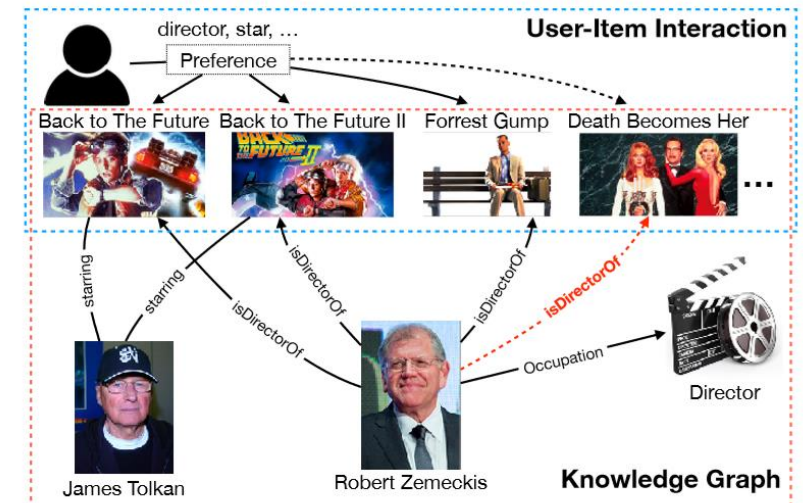 director, star, ...
User-Item Interaction
Preference
Back to The Future
Back to The Future II
Forrest Gump
Death Becomes Her
BACK
TO THE
FUTURE
II
...
starring
starring
isDirectorOf
isDirectorOf
isDirectorOf
isDirectorOf
Occupation
Director
James Tolkan
Robert Zemeckis
Knowledge Graph